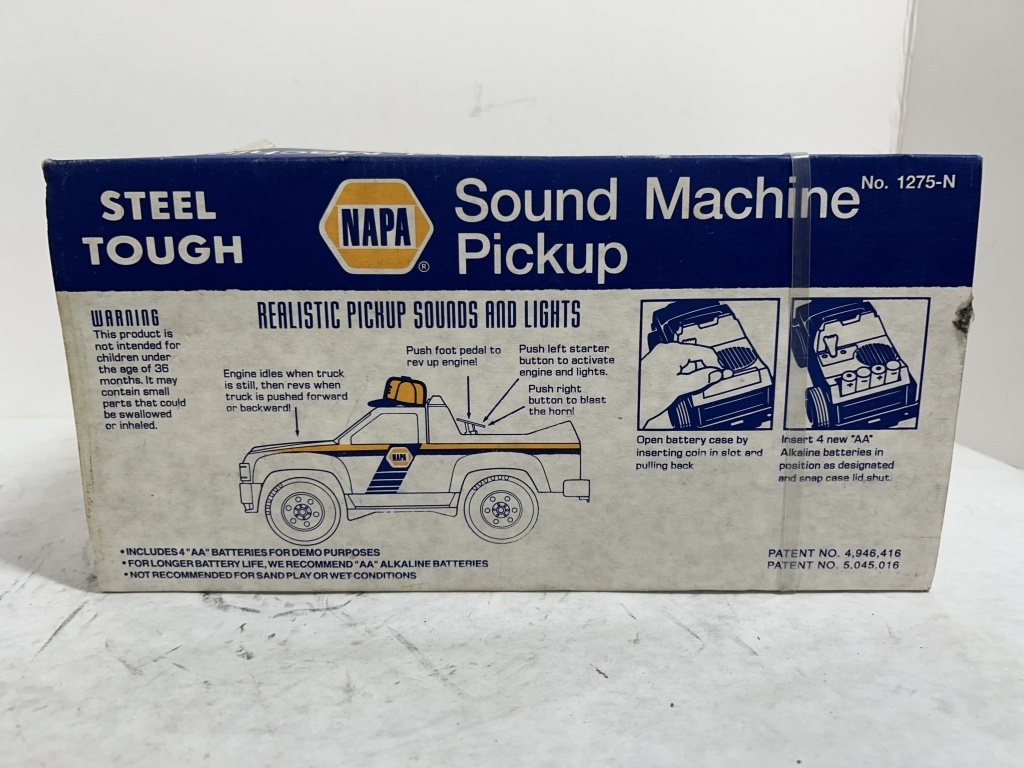 STEEL
TOUGH
NAPA
®
Sound Machine
Pickup
No. 1275-N
WARNING
This product is
not intended for
children under
the age of 36
months. It may
contain small
parts that could
be swallowed
or inhaled.
REALISTIC PICKUP SOUNDS AND LIGHTS
Engine idles when truck
is still, then revs when
truck is pushed forward
or backward!
Push foot pedal to
rev up engine!
Push left starter
button to activate
engine and lights.
Push right
button to blast
the horn!
NAPA
Open battery case by
inserting coin in slot and
pulling back
Insert 4 new "AA"
Alkaline batteries in
position as designated
and snap case lid shut.
• INCLUDES 4 "AA" BATTERIES FOR DEMO PURPOSES
• FOR LONGER BATTERY LIFE, WE RECOMMEND "AA" ALKALINE BATTERIES
• NOT RECOMMENDED FOR SAND PLAY OR WET CONDITIONS
PATENT NO. 4,946,416
PATENT NO. 5,045,016